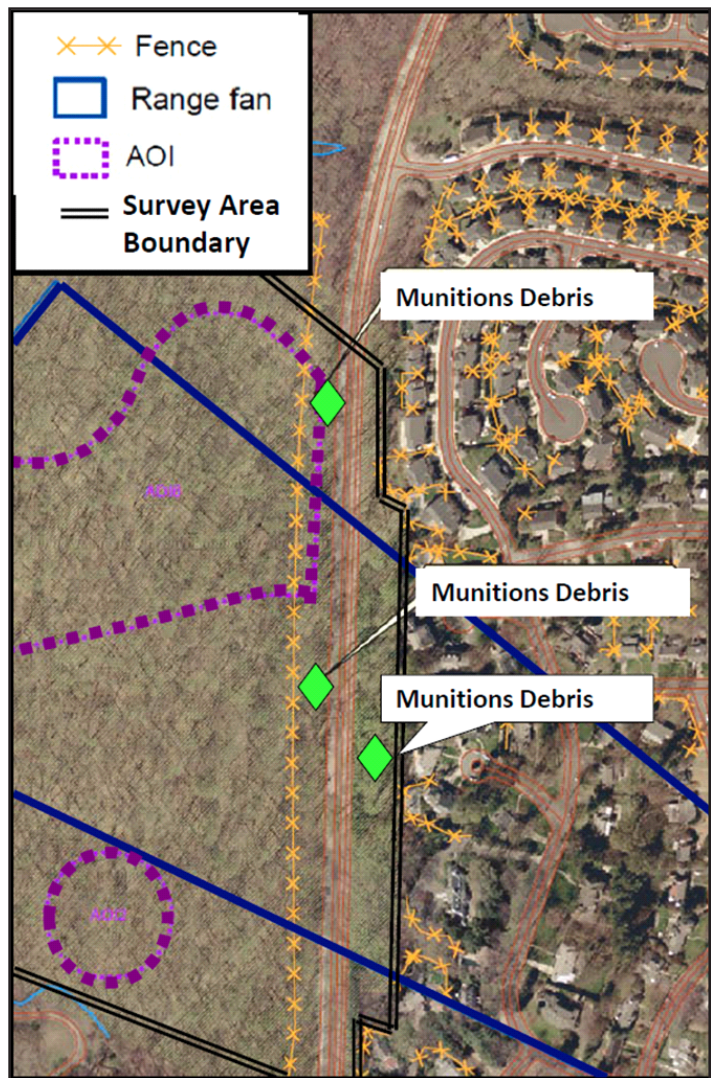 Fence
Range fan
AOI
Survey Area
Boundary
Munitions Debris
Munitions Debris
Munitions Debris